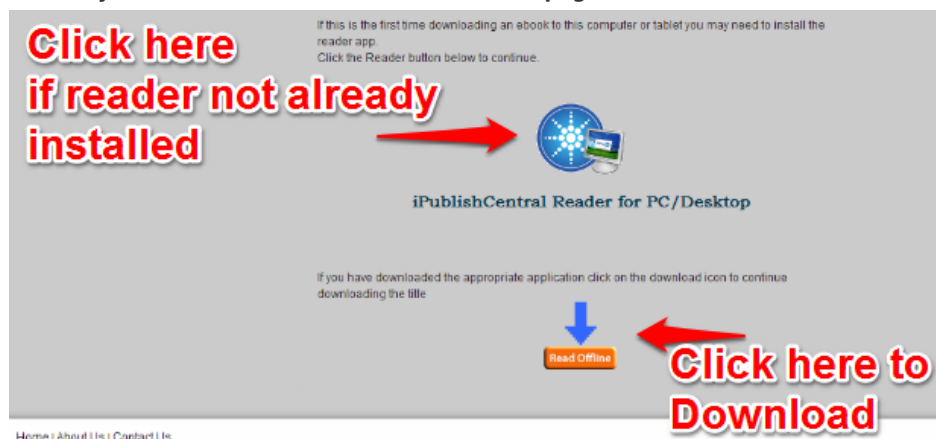 If this is the first time downloading an ebook to this computer or tablet you may need to install the
reader app.
Click the Reader button below to continue.
Click here
if reader not already
installed
iPublishCentral Reader for PC/Desktop
If you have downloaded the appropriate application click on the download icon to continue
downloading the title
Read Offline
Click here to
Download
Home | About Us | Contact Us